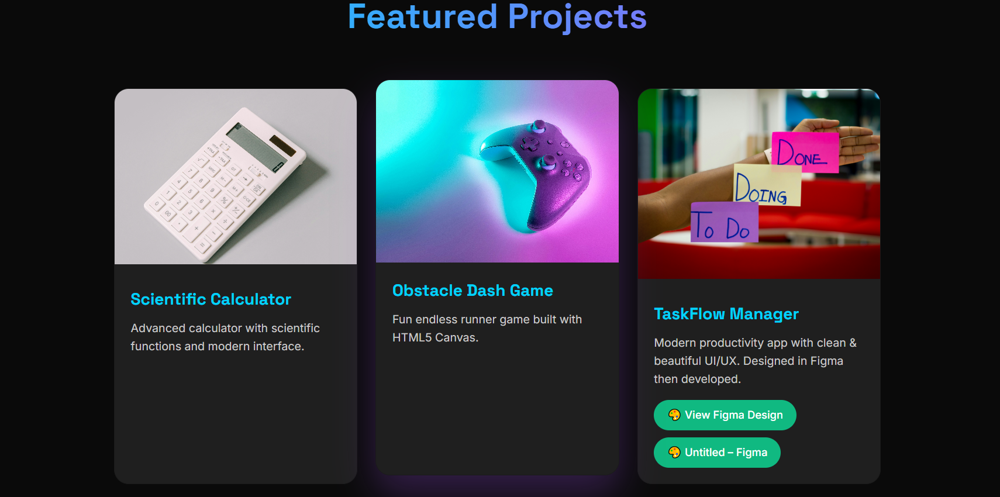 Featured Projects
Scientific Calculator
Advanced calculator with scientific
functions and modern interface.
Obstacle Dash Game
Fun endless runner game built with
HTML5 Canvas.
DONE
DOING
TO DO
TaskFlow Manager
Modern productivity app with clean &
beautiful UI/UX. Designed in Figma
then developed.
🎨 View Figma Design
🎨 Untitled – Figma